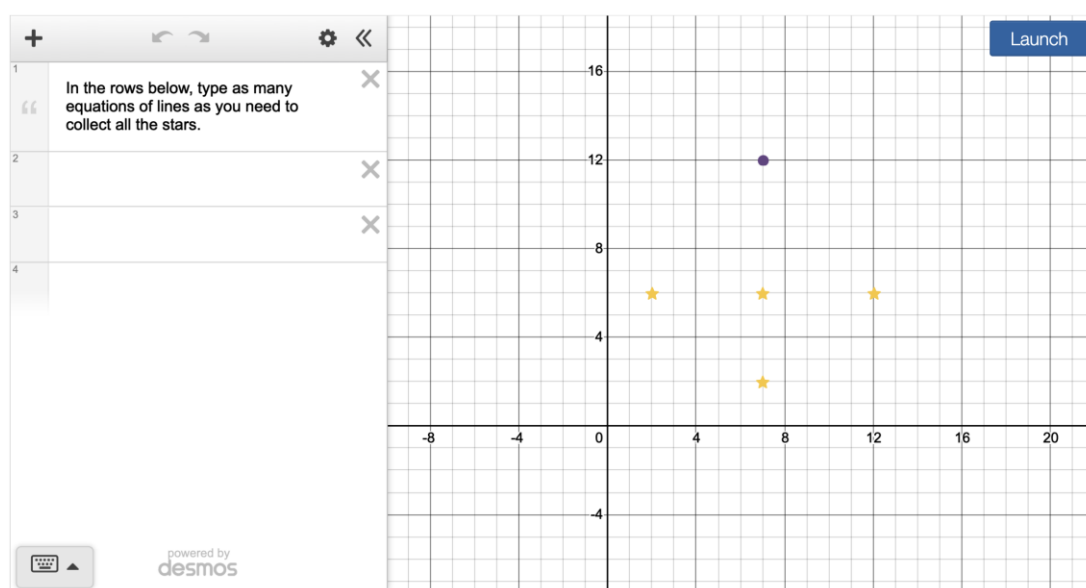 Launch
1
In the rows below, type as many
equations of lines as you need to
collect all the stars.
2
3
4
powered by
desmos
16
12
8
4
-8 -4 0 4 8 12 16 20
-4